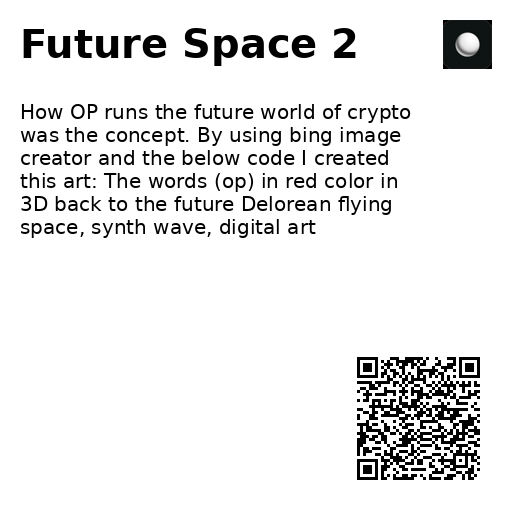 Future Space 2
How OP runs the future world of crypto
was the concept. By using bing image
creator and the below code I created
this art: The words (op) in red color in
3D back to the future Delorean flying
space, synth wave, digital art